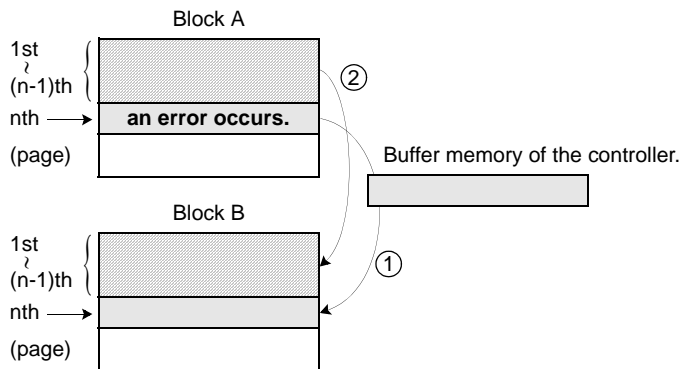 Block A
1st
~
(n-1)th
nth
an error occurs.
(page)
②
Buffer memory of the controller.
Block B
1st
~
(n-1)th
nth
(page)
①